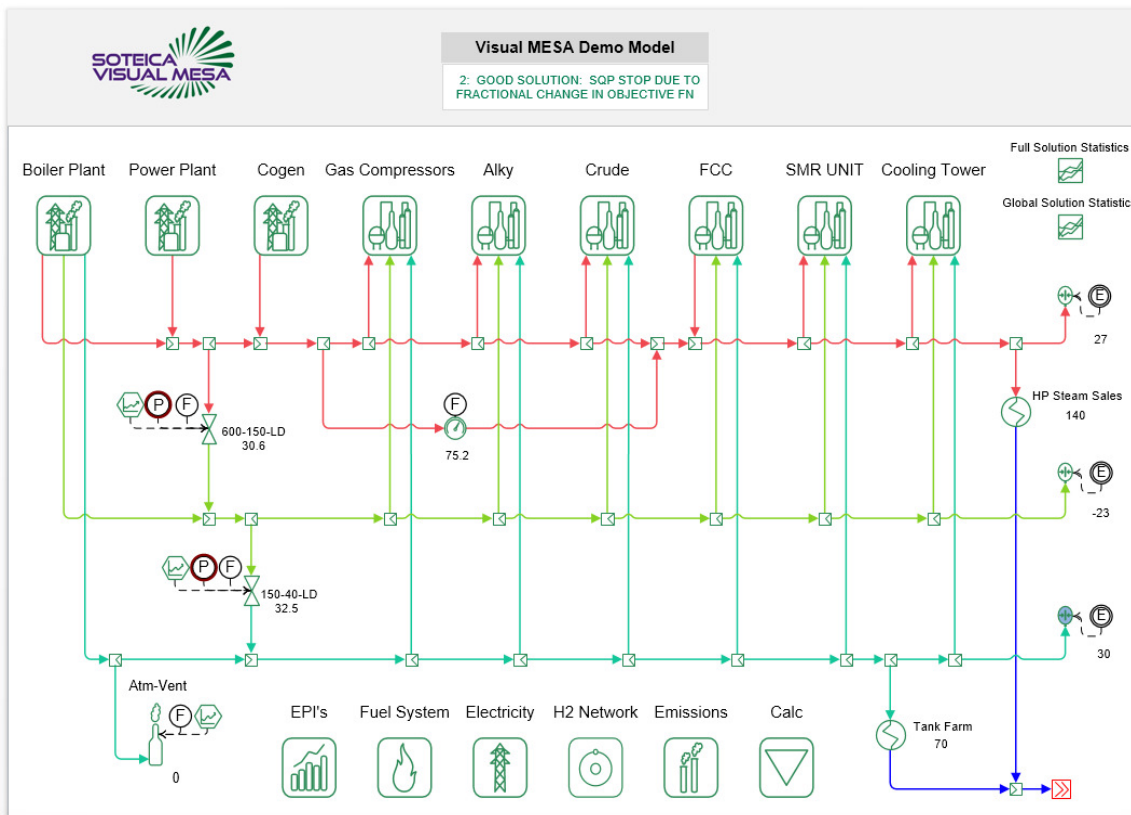 SOTEICA
VISUAL MESA
Visual MESA Demo Model
2: GOOD SOLUTION: SQP STOP DUE TO
FRACTIONAL CHANGE IN OBJECTIVE FN
Full Solution Statistics
Global Solution Statistic
Boiler Plant
Power Plant
Cogen
Gas Compressors
Alky
Crude
FCC
SMR UNIT
Cooling Tower
E
27
HP Steam Sales
140
P
F
600-150-LD
30.6
F
75.2
E
-23
P
F
150-40-LD
32.5
E
30
Atm-Vent
F
0
EPI's
Fuel System
Electricity
H2 Network
Emissions
Calc
Tank Farm
70